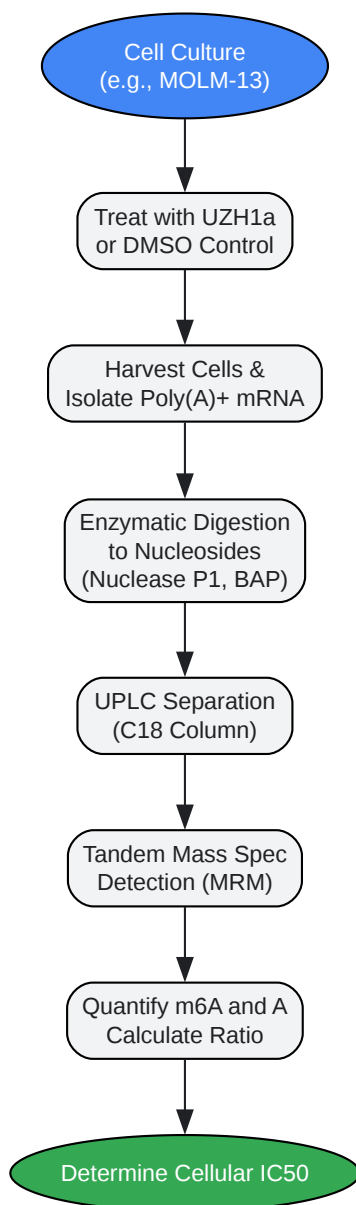 Cell Culture
(e.g., MOLM-13)
Treat with UZH1a
or DMSO Control
Harvest Cells &
Isolate Poly(A)+ mRNA
Enzymatic Digestion
to Nucleosides
(Nuclease P1, BAP)
UPLC Separation
(C18 Column)
Tandem Mass Spec
Detection (MRM)
Quantify m6A and A
Calculate Ratio
Determine Cellular IC50